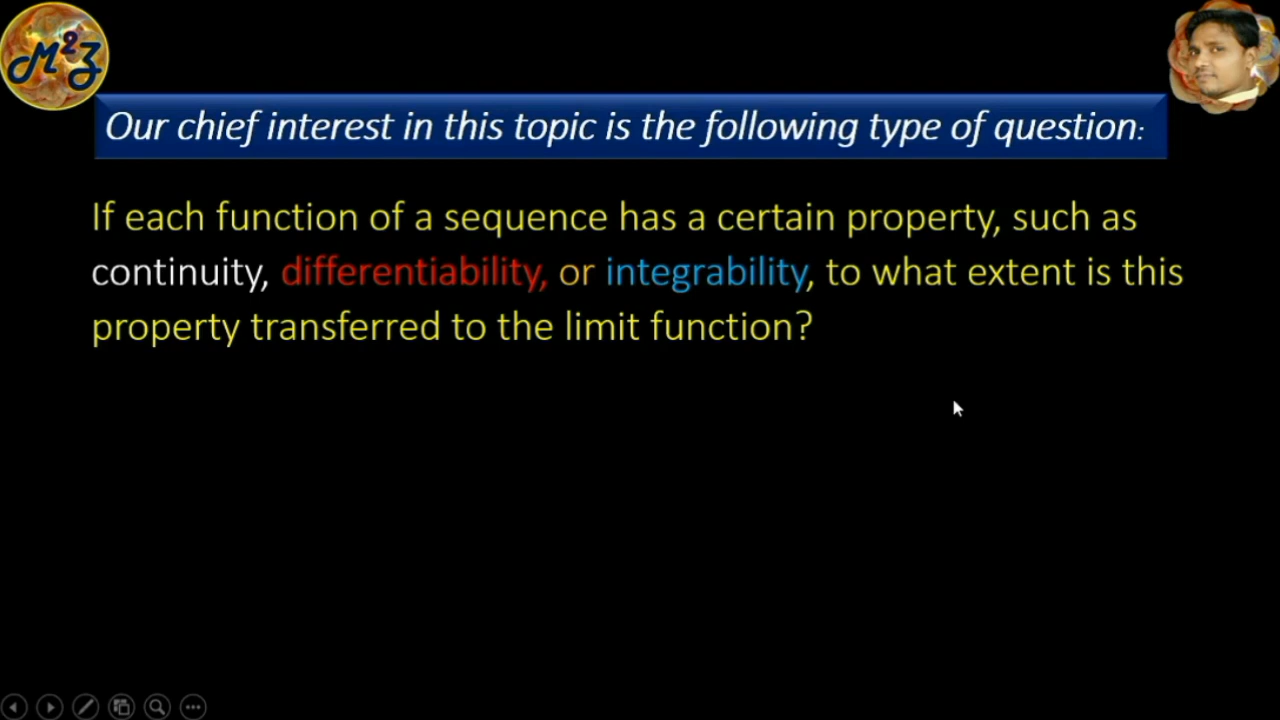 M²Z
Our chief interest in this topic is the following type of question:
If each function of a sequence has a certain property, such as
continuity, differentiability, or integrability, to what extent is this
property transferred to the limit function?